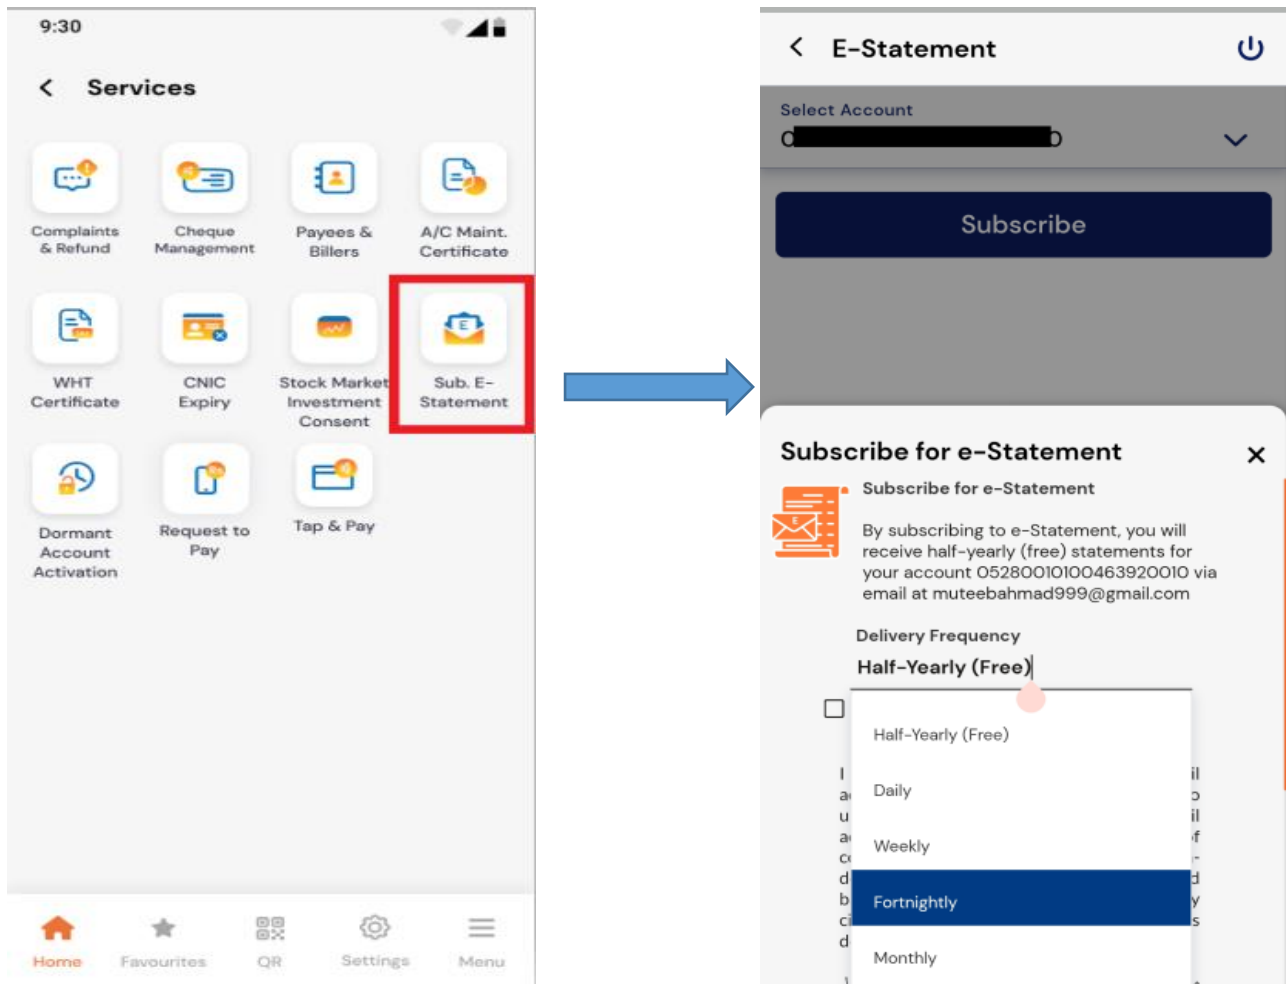 9:30
Services
Complaints
& Refund
Cheque
Management
Payees &
Billers
A/C Maint.
Certificate
WHT
Certificate
CNIC
Expiry
Stock Market
Investment
Consent
Sub. E-
Statement
Dormant
Account
Activation
Request to
Pay
Tap & Pay
Home
Favourites
QR
Settings
Menu
E-Statement
Select Account
Subscribe
Subscribe for e-Statement
Subscribe for e-Statement
By subscribing to e-Statement, you will
receive half-yearly (free) statements for
your account 05280010100463920010 via
email at muteebahmad999@gmail.com
Delivery Frequency
Half-Yearly (Free)
Half-Yearly (Free)
Daily
Weekly
Fortnightly
Monthly